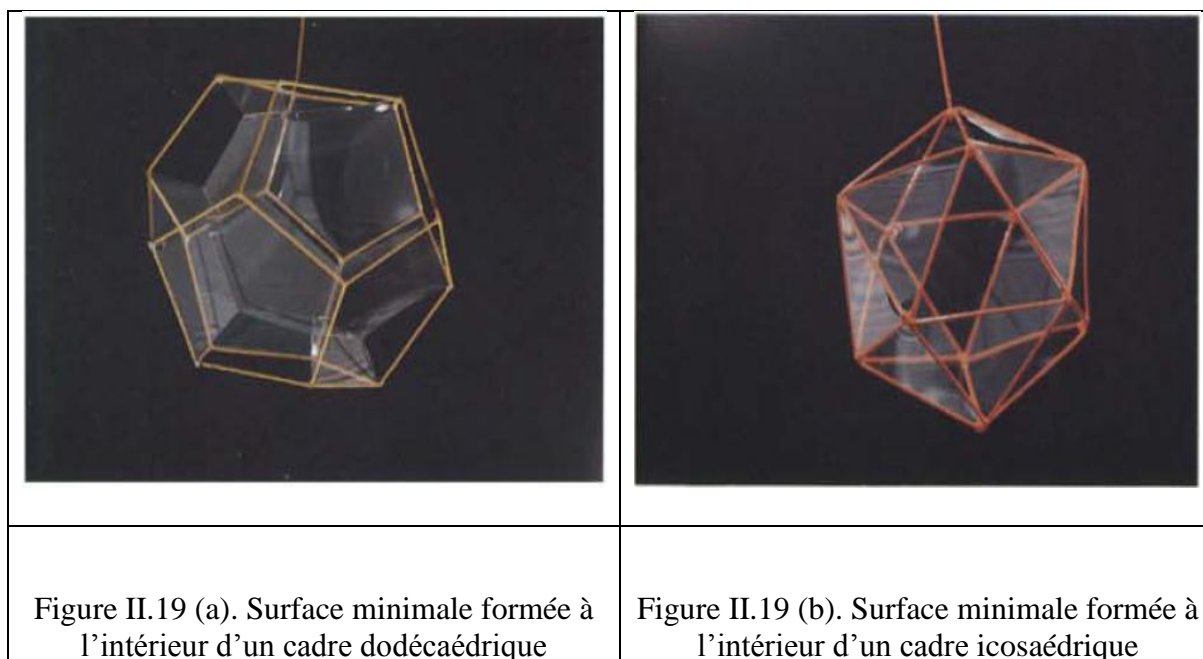 Figure II.19 (a). Surface minimale formée à
l’intérieur d’un cadre dodécaédrique
Figure II.19 (b). Surface minimale formée à
l’intérieur d’un cadre icosaédrique